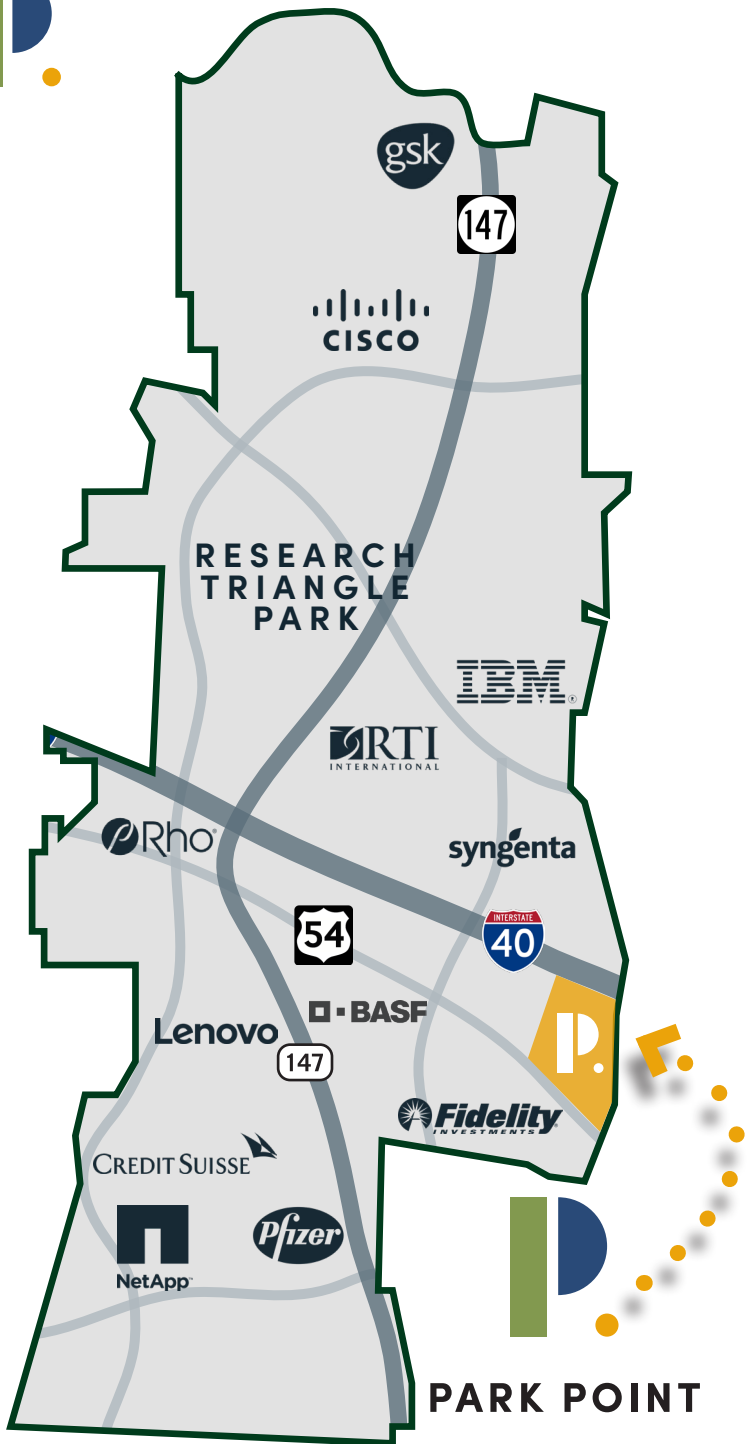 gsk
147
CISCO
RESEARCH
TRIANGLE
PARK
IBM®
RTI
INTERNATIONAL
Rho®
syngenta
54
INTERSTATE
40
BASF
P.
Lenovo
147
Fidelity
INVESTMENTS
CREDIT SUISSE
Pfizer
NetApp™
PARK POINT